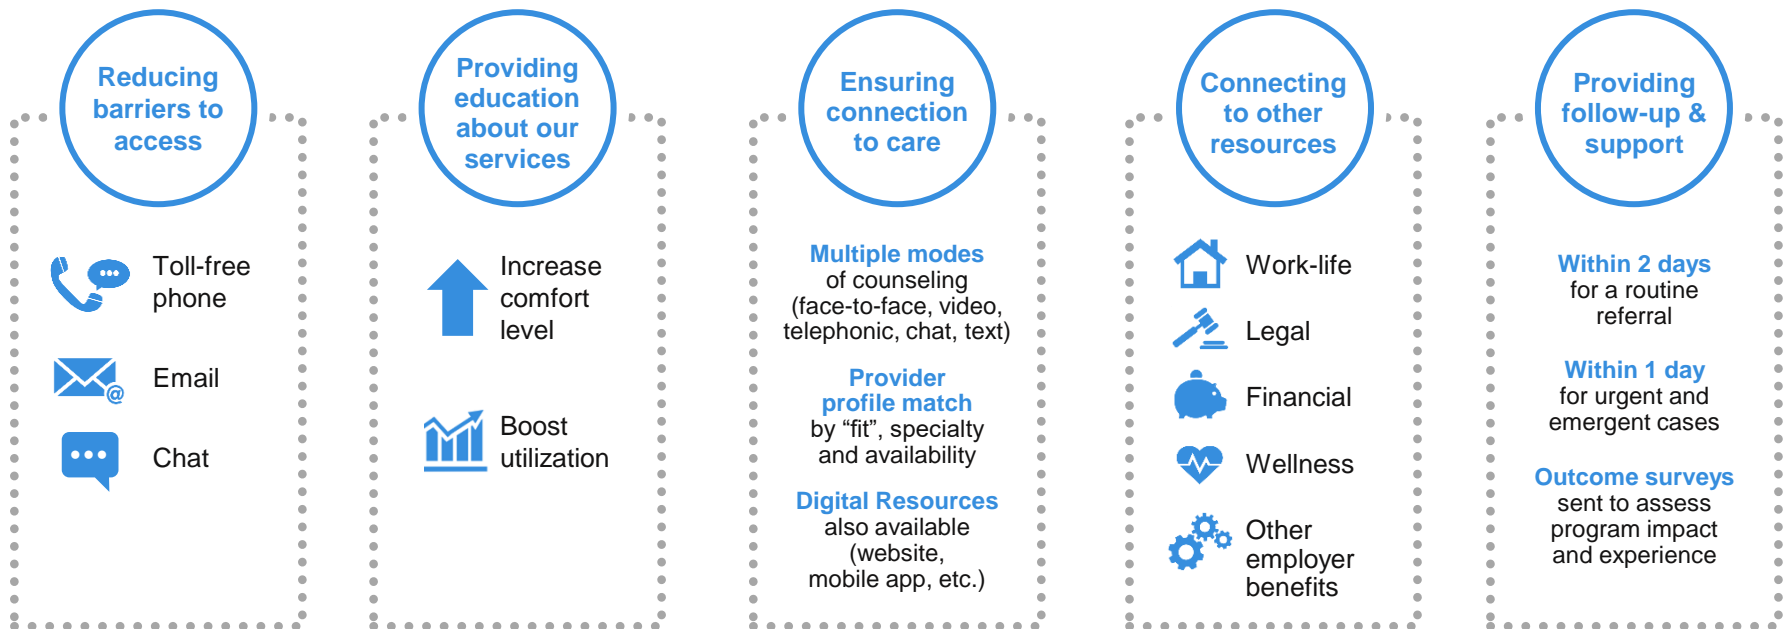 Reducing
barriers to
access
Toll-free
phone
@
Email
Chat
Providing
education
about our
services
Increase
comfort
level
Boost
utilization
Ensuring
connection
to care
Multiple modes
of counseling
(face-to-face, video,
telephonic, chat, text)
Provider
profile match
by “fit”, specialty
and availability
Digital Resources
also available
(website,
mobile app, etc.)
Connecting
to other
resources
Work-life
Legal
Financial
Wellness
Other
employer
benefits
Providing
follow-up &
support
Within 2 days
for a routine
referral
Within 1 day
for urgent and
emergent cases
Outcome surveys
sent to assess
program impact
and experience